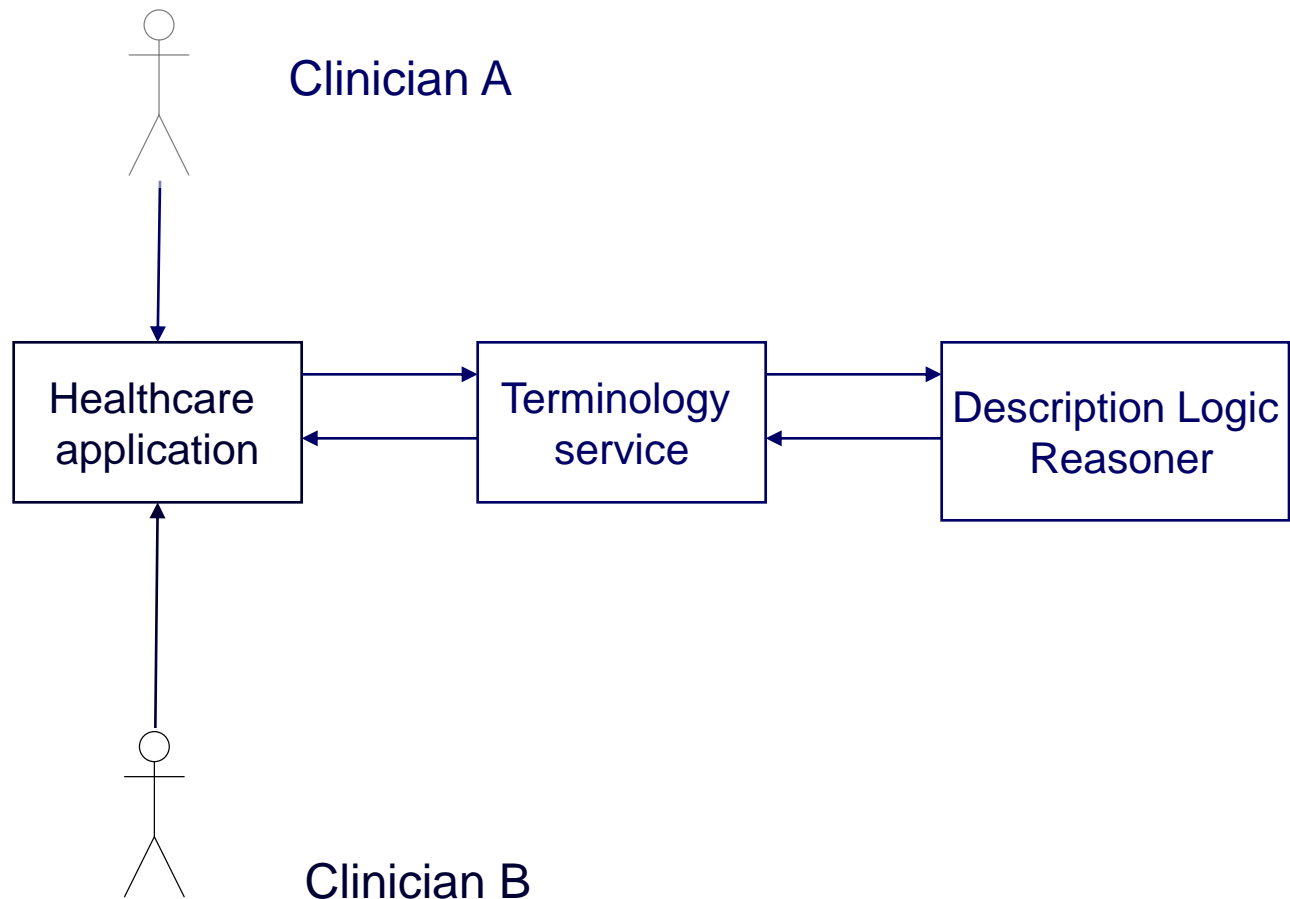 Clinician A
Healthcare
application
Terminology
service
Description Logic
Reasoner
Clinician B